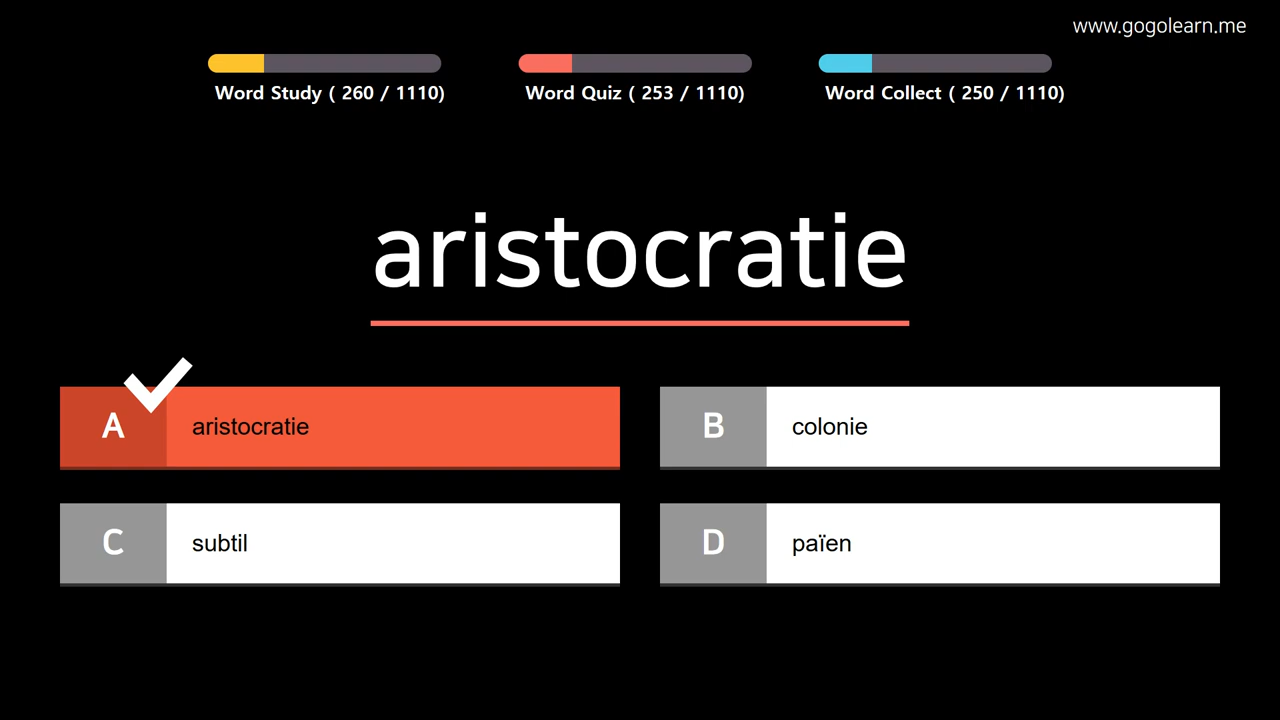 www.gogolearn.me
Word Study ( 260 / 1110)
Word Quiz ( 253 / 1110)
Word Collect ( 250 / 1110)
aristocratie
A
aristocratie
B
colonie
C
subtil
D
païen